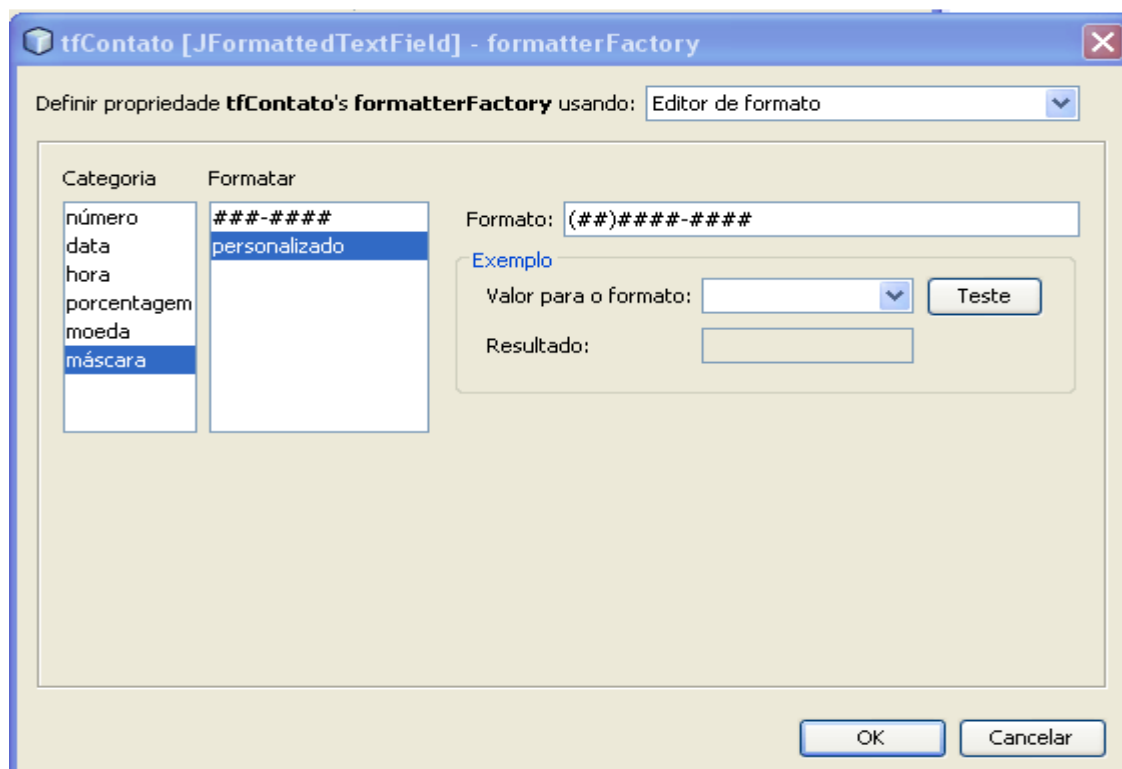 tfContato [JFormattedTextField] - formatterFactory
Definir propriedade tfContato's formatterFactory usando: Editor de formato
Categoria Formatar
número
data
hora
porcentagem
moeda
máscara
###-####
personalizado
Formato: (##)####-####
Exemplo
Valor para o formato: Teste
Resultado:
OK Cancelar